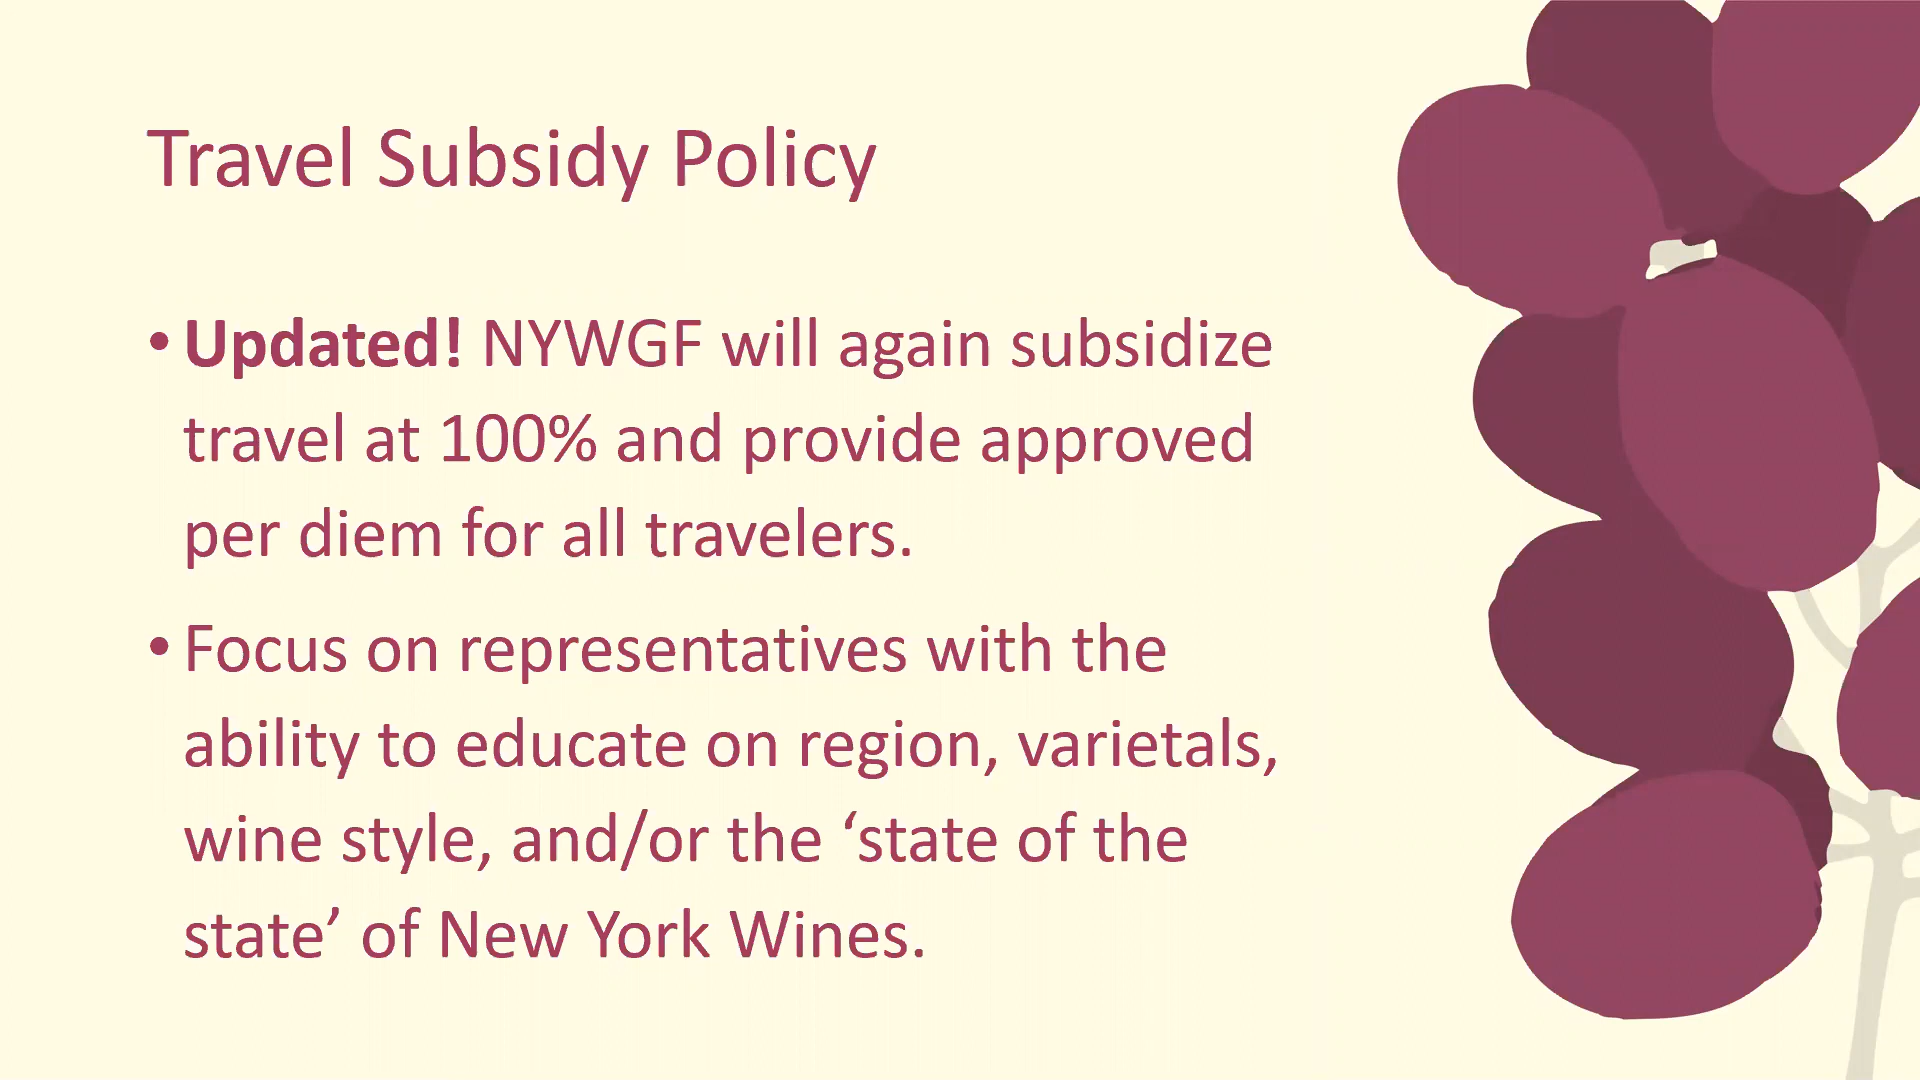 Travel Subsidy Policy
• Updated! NYWGF will again subsidize
travel at 100% and provide approved
per diem for all travelers.
• Focus on representatives with the
ability to educate on region, varietals,
wine style, and/or the ‘state of the
state’ of New York Wines.